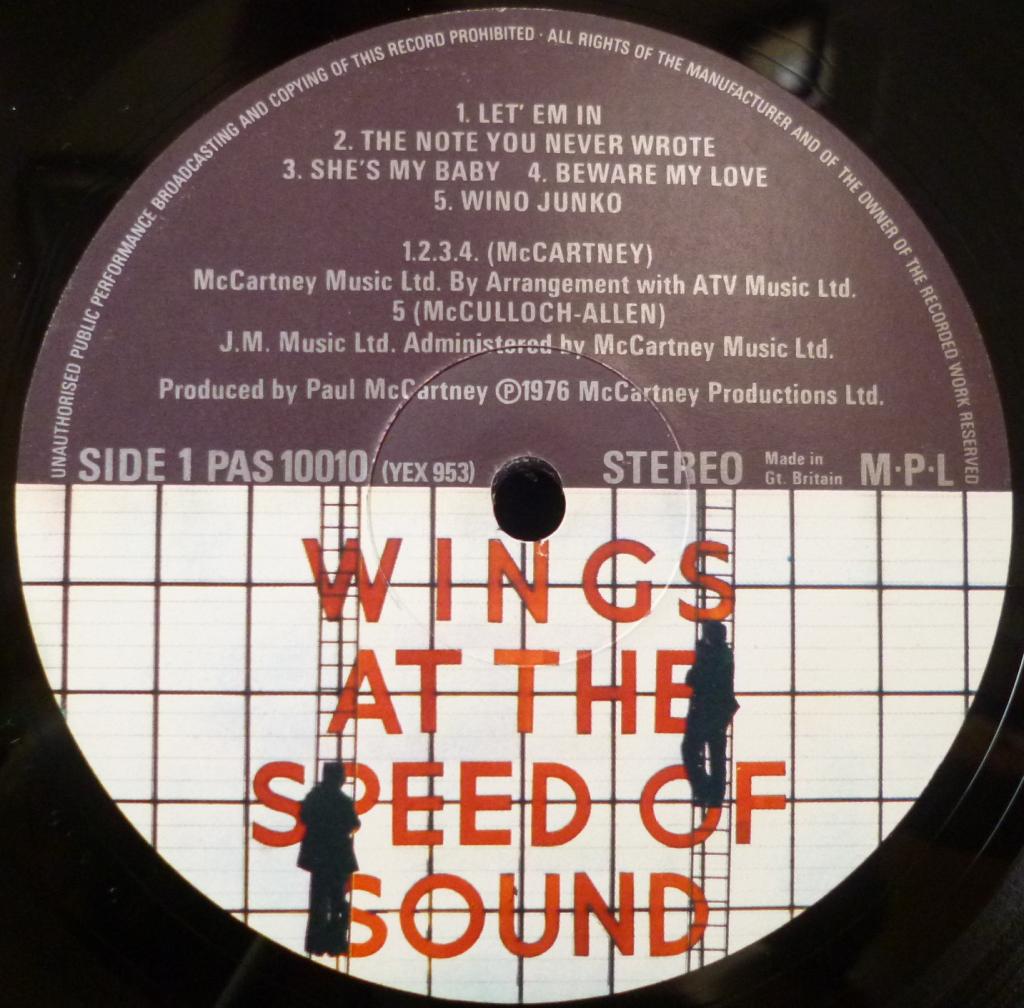 UNAUTHORISED PUBLIC PERFORMANCE BROADCASTING AND COPYING OF THIS RECORD PROHIBITED · ALL RIGHTS OF THE MANUFACTURER AND OF THE OWNER OF THE RECORDED WORK RESERVED
1. LET' EM IN
2. THE NOTE YOU NEVER WROTE
3. SHE'S MY BABY 4. BEWARE MY LOVE
5. WINO JUNKO
1.2.3.4. (McCARTNEY)
McCartney Music Ltd. By Arrangement with ATV Music Ltd.
5 (McCULLOCH-ALLEN)
J.M. Music Ltd. Administered by McCartney Music Ltd.
Produced by Paul McCartney ℗1976 McCartney Productions Ltd.
SIDE 1 PAS 10010 (YEX 953) STEREO Made in Gt. Britain M·P·L
WINGS
AT THE
SPEED OF
SOUND